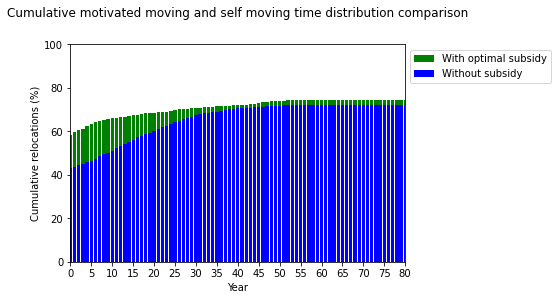 Cumulative motivated moving and self moving time distribution comparison
With optimal subsidy
Without subsidy
Cumulative relocations (%)
100
80
60
40
20
0
0 5 10 15 20 25 30 35 40 45 50 55 60 65 70 75 80
Year